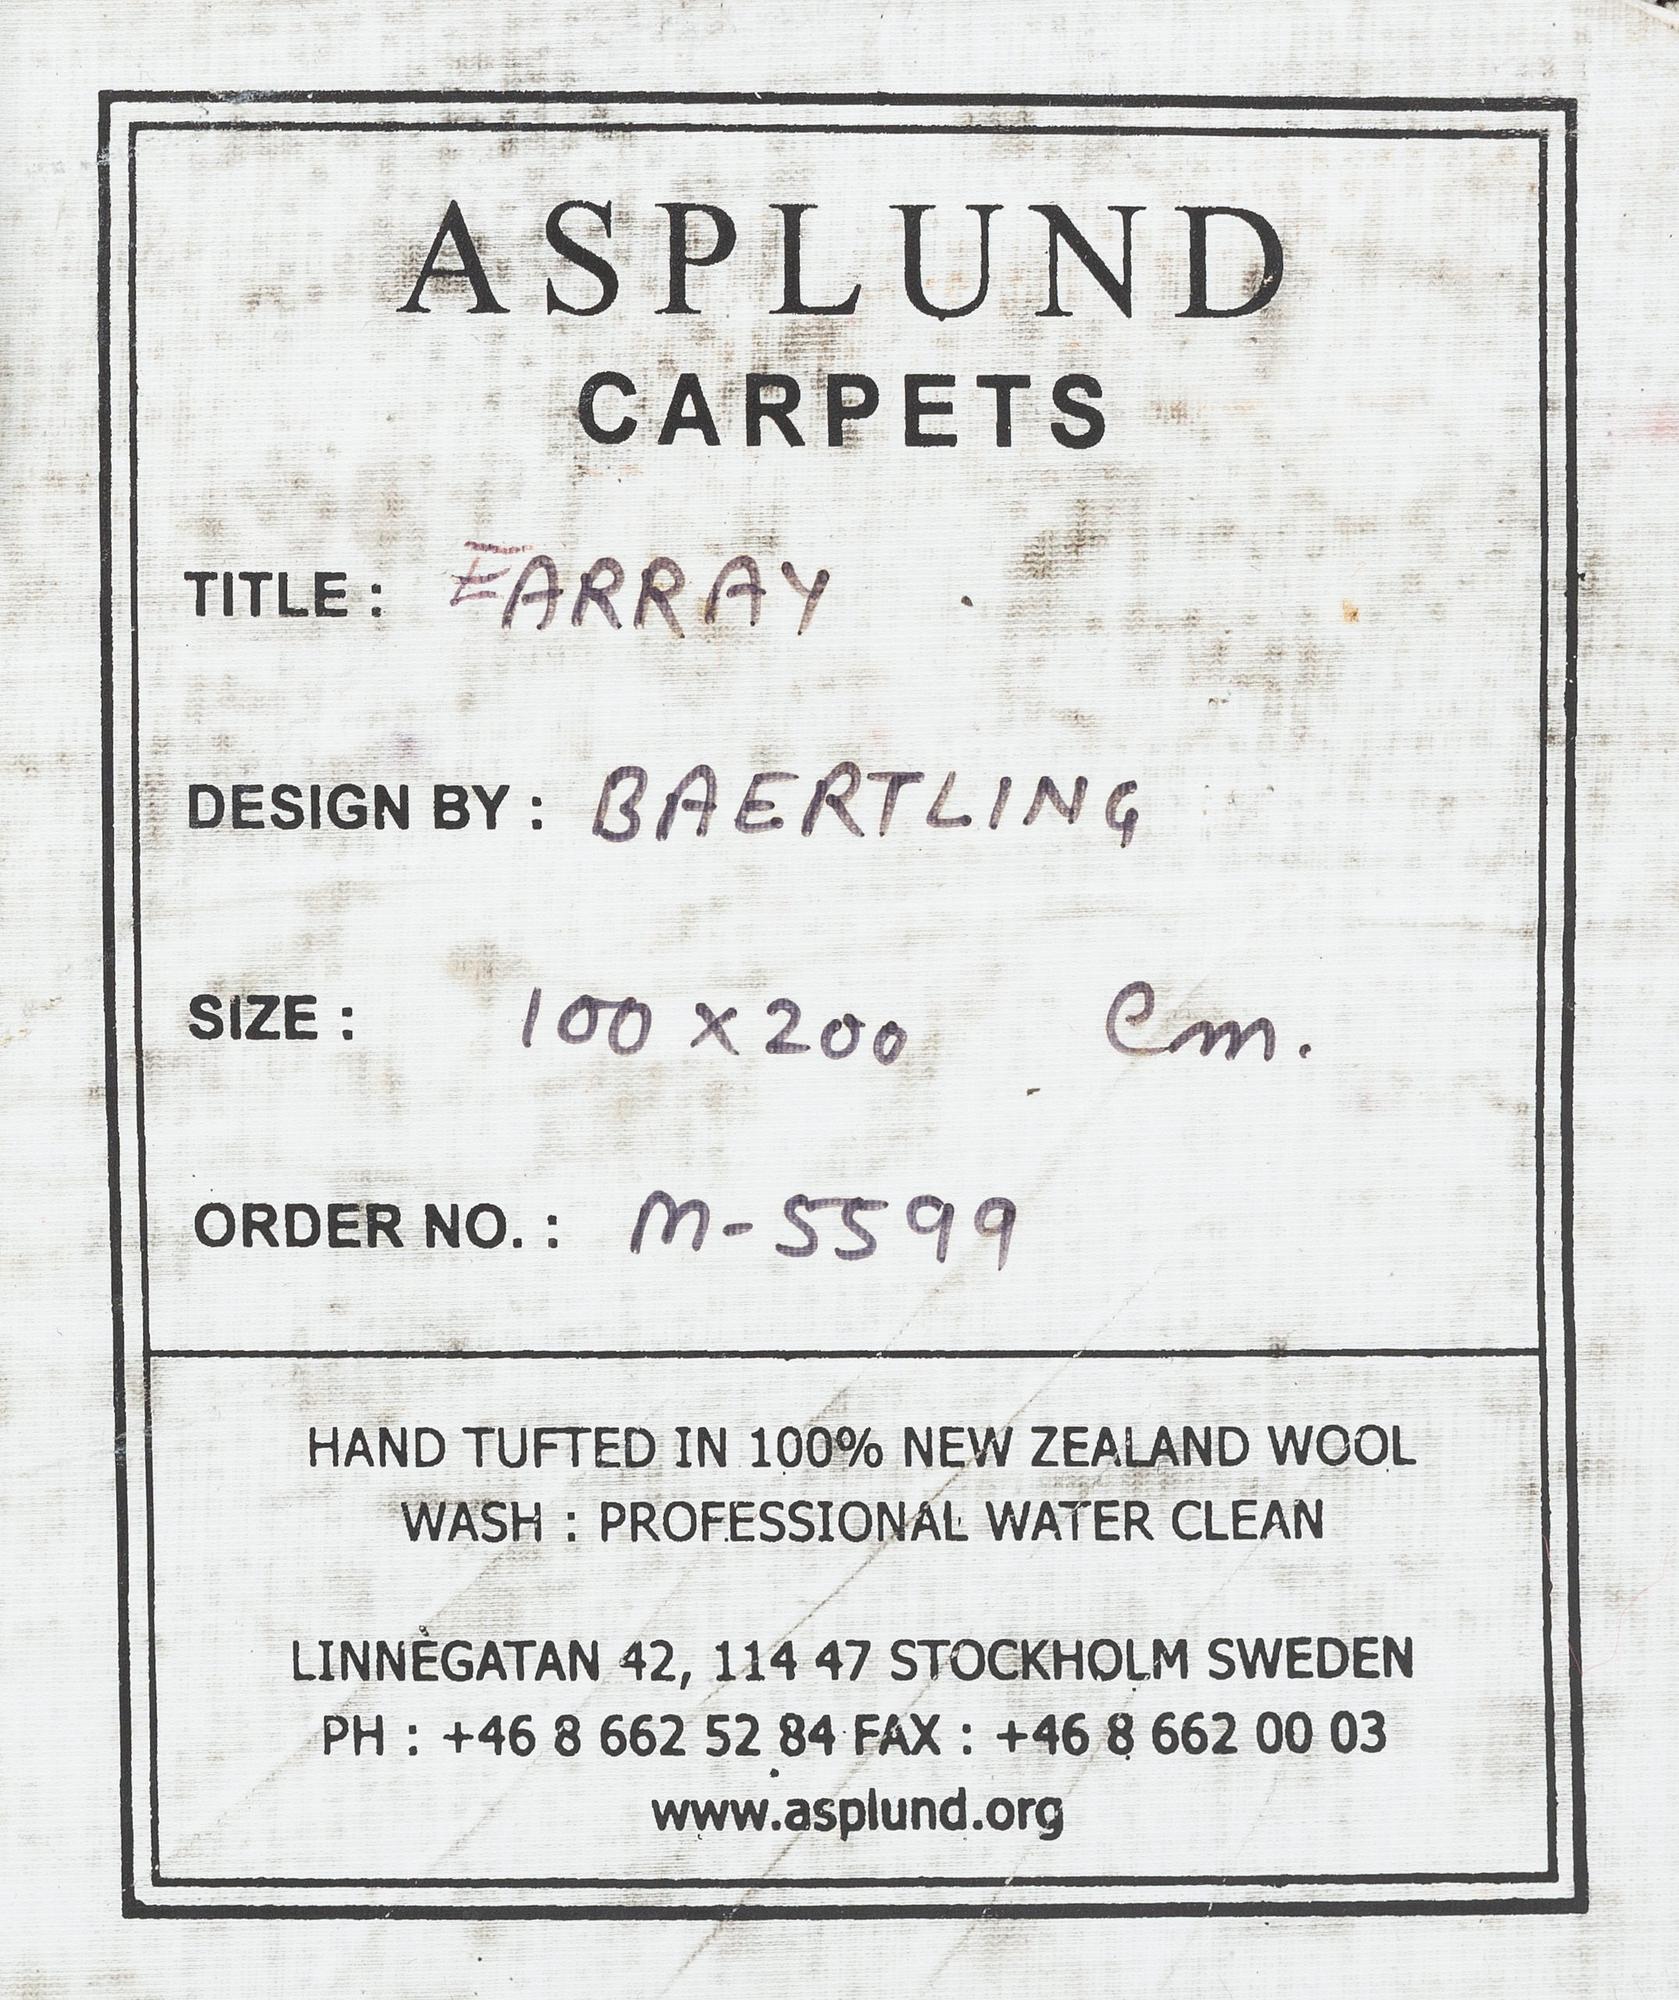 ASPLUND
CARPETS
TITLE : EARRAY
DESIGN BY : BAERTLING
SIZE : 100 x 200 Cm.
ORDER NO. : M-5599
HAND TUFTED IN 100% NEW ZEALAND WOOL
WASH : PROFESSIONAL WATER CLEAN
LINNÉGATAN 42, 114 47 STOCKHOLM SWEDEN
PH : +46 8 662 52 84 FAX : +46 8 662 00 03
www.asplund.org